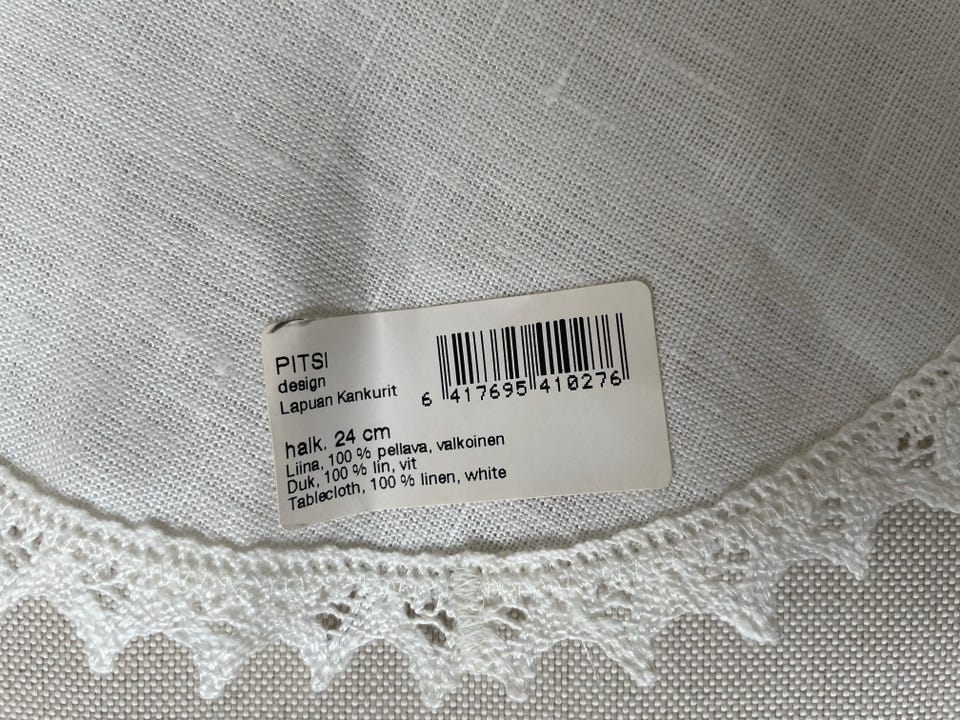 PITSI
design
Lapuan Kankurit
6 417695 410276
halk. 24 cm
Liina, 100 % pellava, valkoinen
Duk, 100 % lin, vit
Tablecloth, 100 % linen, white